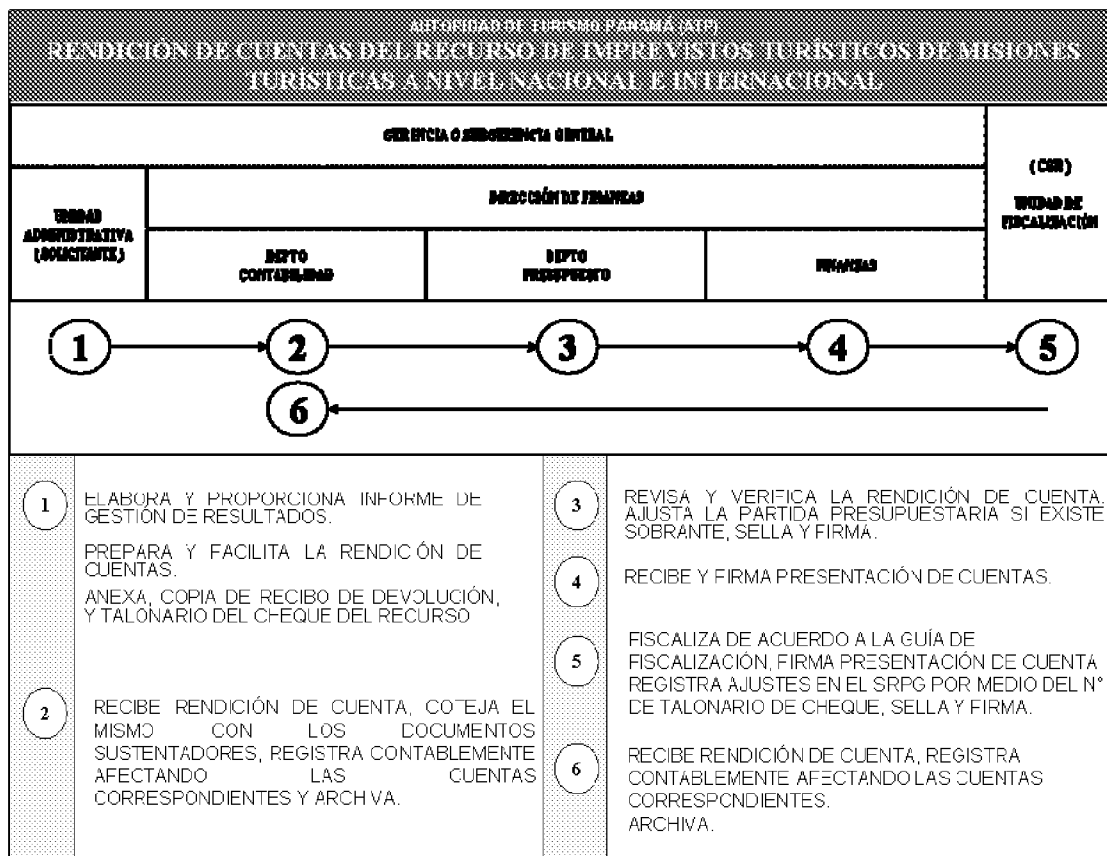 AUTORIDAD DE TURISMO PANAMÁ (ATP)
RENDICIÓN DE CUENTAS DEL RECURSO DE IMPREVISTOS TURÍSTICOS DE MISIONES
TURÍSTICAS A NIVEL NACIONAL E INTERNACIONAL
GERENCIA O SUBGERENCIA GENERAL
(CGR)
UNIDAD DE
FISCALIZACIÓN
UNIDAD
ADMINISTRATIVA
(SOLICITANTE)
DIRECCIÓN DE FINANZAS
DEPTO
CONTABILIDAD
DEPTO
PRESUPUESTO
FINANZAS
1
2
3
4
5
6
1
ELABORA Y PROPORCIONA INFORME DE
GESTIÓN DE RESULTADOS.
PREPARA Y FACILITA LA RENDICIÓN DE
CUENTAS.
ANEXA, COPIA DE RECIBO DE DEVOLUCIÓN,
Y TALONARIO DEL CHEQUE DEL RECURSO
2
RECIBE RENDICIÓN DE CUENTA, COTEJA EL
MISMO CON LOS DOCUMENTOS
SUSTENTADORES, REGISTRA CONTABLEMENTE
AFECTANDO LAS CUENTAS
CORRESPONDIENTES Y ARCHIVA.
3
REVISA Y VERIFICA LA RENDICIÓN DE CUENTA.
AJUSTA LA PARTIDA PRESUPUESTARIA SI EXISTE
SOBRANTE, SELLA Y FIRMA.
4
RECIBE Y FIRMA PRESENTACIÓN DE CUENTAS.
5
FISCALIZA DE ACUERDO A LA GUÍA DE
FISCALIZACIÓN, FIRMA PRESENTACIÓN DE CUENTA
REGISTRA AJUSTES EN EL SRPG POR MEDIO DEL N°
DE TALONARIO DE CHEQUE, SELLA Y FIRMA.
6
RECIBE RENDICIÓN DE CUENTA, REGISTRA
CONTABLEMENTE AFECTANDO LAS CUENTAS
CORRESPONDIENTES.
ARCHIVA.